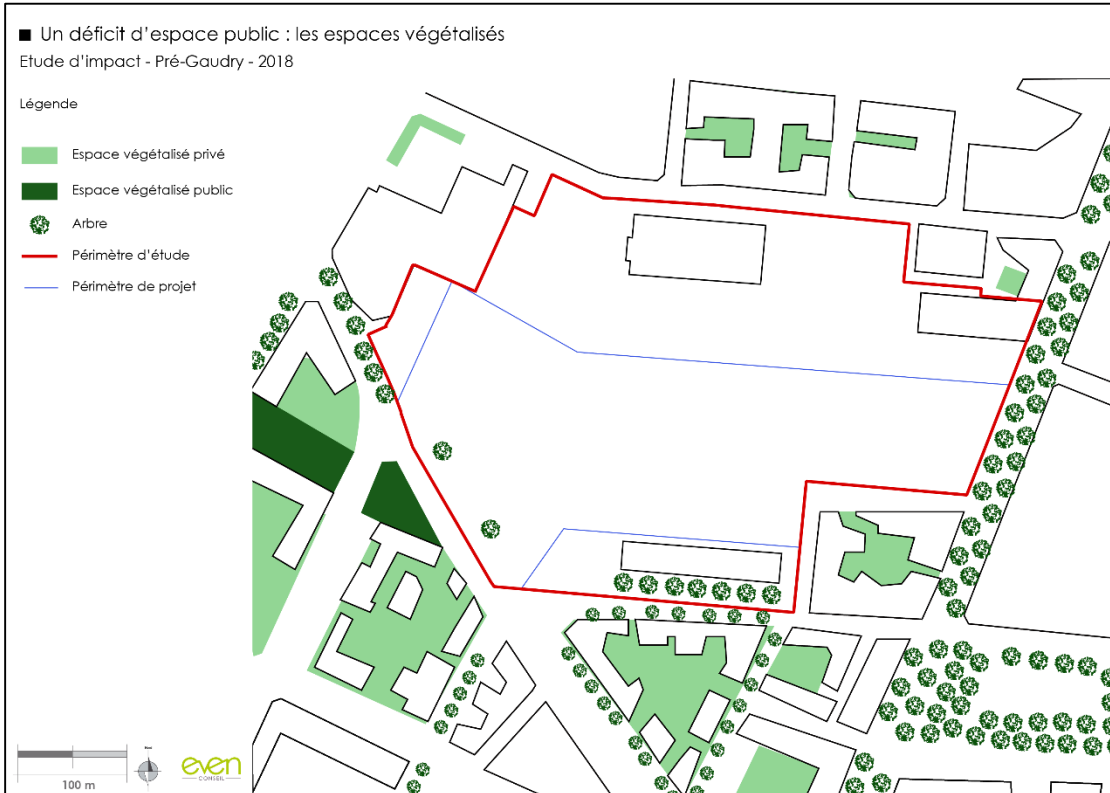 Un déficit d'espace public : les espaces végétalisés
Etude d'impact - Pré-Gaudry - 2018
Légende
Espace végétalisé privé
Espace végétalisé public
Arbre
Périmètre d'étude
Périmètre de projet
100 m
even
CONSEIL